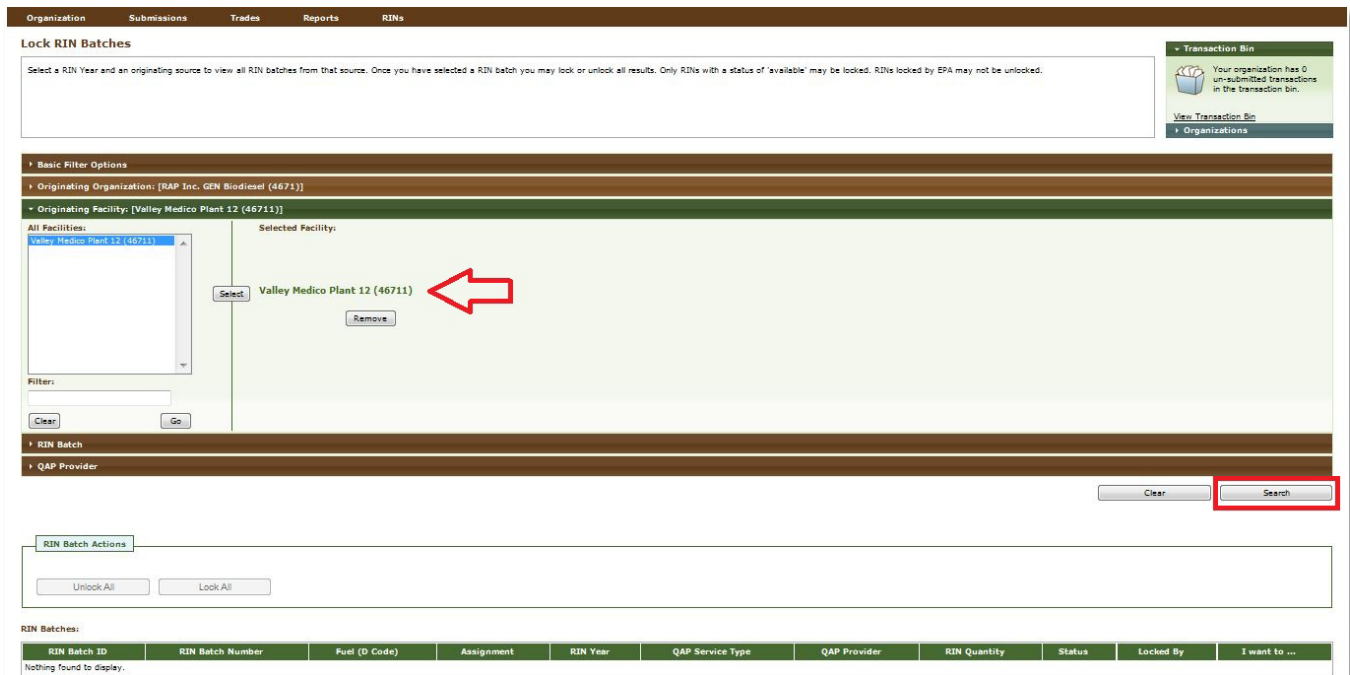 Organization Submissions Trades Reports RINs
Lock RIN Batches
Select a RIN Year and an originating source to view all RIN batches from that source. Once you have selected a RIN batch you may lock or unlock all results. Only RINs with a status of 'available' may be locked. RINs locked by EPA may not be unlocked.
Transaction Bin
Your organization has 0
un-submitted transactions
in the transaction bin.
View Transaction Bin
Organizations
Basic Filter Options
Originating Organization: [RAP Inc. GEN Biodiesel (4671)]
Originating Facility: [Valley Medico Plant 12 (46711)]
All Facilities:
Valley Medico Plant 12 (46711)
Filter:
Clear Go
Select
Selected Facility:
Valley Medico Plant 12 (46711)
Remove
RIN Batch
QAP Provider
Clear Search
RIN Batch Actions
Unlock All Lock All
RIN Batches:
RIN Batch ID RIN Batch Number Fuel (D Code) Assignment RIN Year QAP Service Type QAP Provider RIN Quantity Status Locked By I want to ...
Nothing found to display.